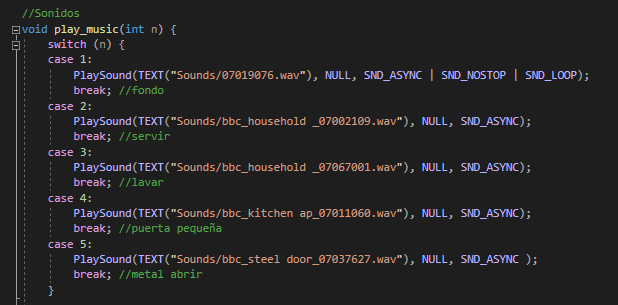 //Sonidos
void play_music(int n) {
switch (n) {
case 1:
PlaySound(TEXT("Sounds/07019076.wav"), NULL, SND_ASYNC | SND_NOSTOP | SND_LOOP);
break; //fondo
case 2:
PlaySound(TEXT("Sounds/bbc_household _07002109.wav"), NULL, SND_ASYNC);
break; //servir
case 3:
PlaySound(TEXT("Sounds/bbc_household _07067001.wav"), NULL, SND_ASYNC);
break; //lavar
case 4:
PlaySound(TEXT("Sounds/bbc_kitchen ap_07011060.wav"), NULL, SND_ASYNC);
break; //puerta pequeña
case 5:
PlaySound(TEXT("Sounds/bbc_steel door_07037627.wav"), NULL, SND_ASYNC );
break; //metal abrir
}